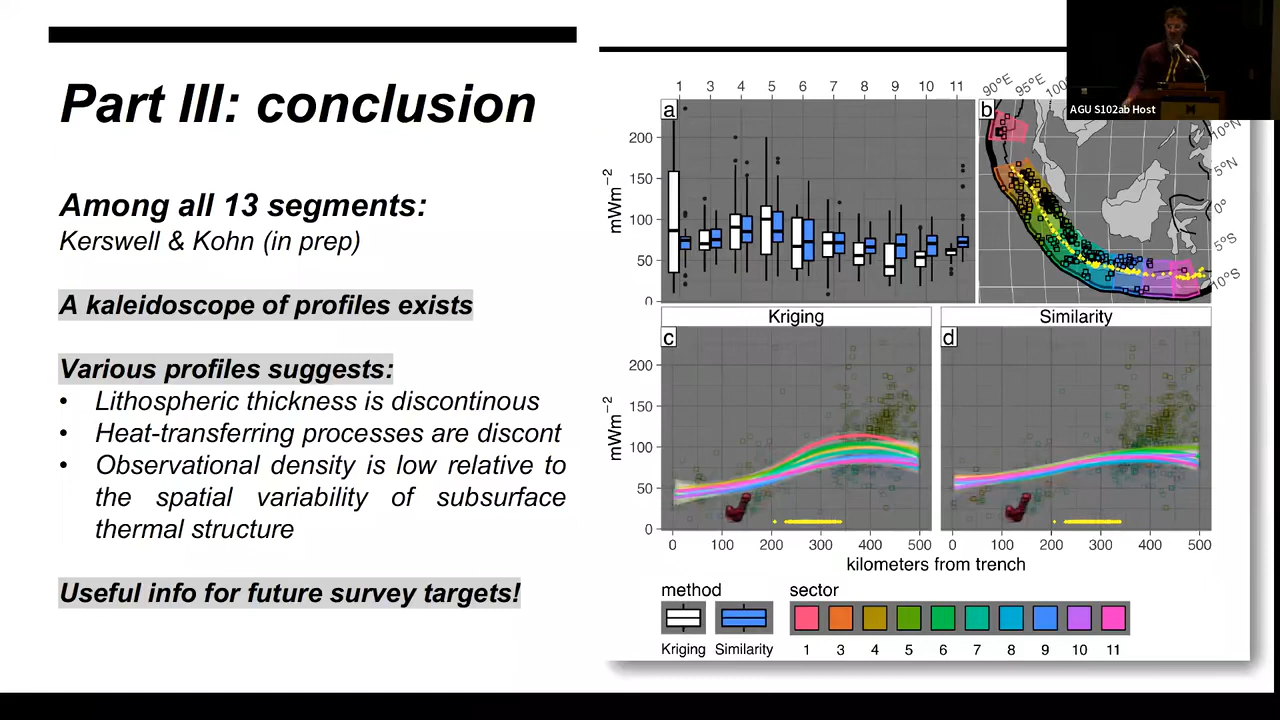 Part III: conclusion
Among all 13 segments:
Kerswell & Kohn (in prep)
A kaleidoscope of profiles exists
Various profiles suggests:
• Lithospheric thickness is discontinous
• Heat-transferring processes are discont
• Observational density is low relative to
the spatial variability of subsurface
thermal structure
Useful info for future survey targets!
AGU S102ab Host
1 3 4 5 6 7 8 9 10 11
a
200
150
100
50
0
mWm⁻²
b
90°E 95°E
10°N
5°N
0°
5°S
10°S
Kriging
c
200
150
100
50
0
mWm⁻²
0 100 200 300 400 500
Similarity
d
0 100 200 300 400 500
kilometers from trench
method
Kriging Similarity
sector
1 3 4 5 6 7 8 9 10 11